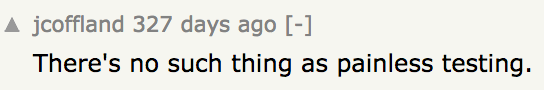 ▲ jcoffland 327 days ago [-]
There's no such thing as painless testing.